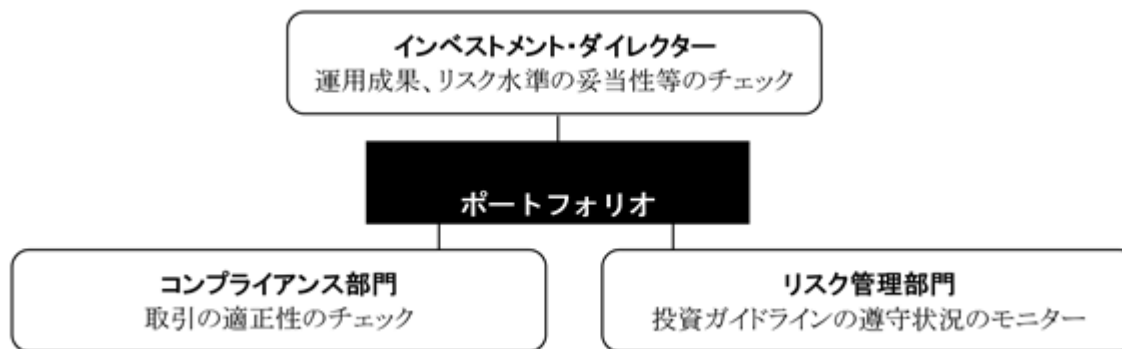 インベストメント・ダイレクター
運用成果、リスク水準の妥当性等のチェック
ポートフォリオ
コンプライアンス部門
取引の適正性のチェック
リスク管理部門
投資ガイドラインの遵守状況のモニター